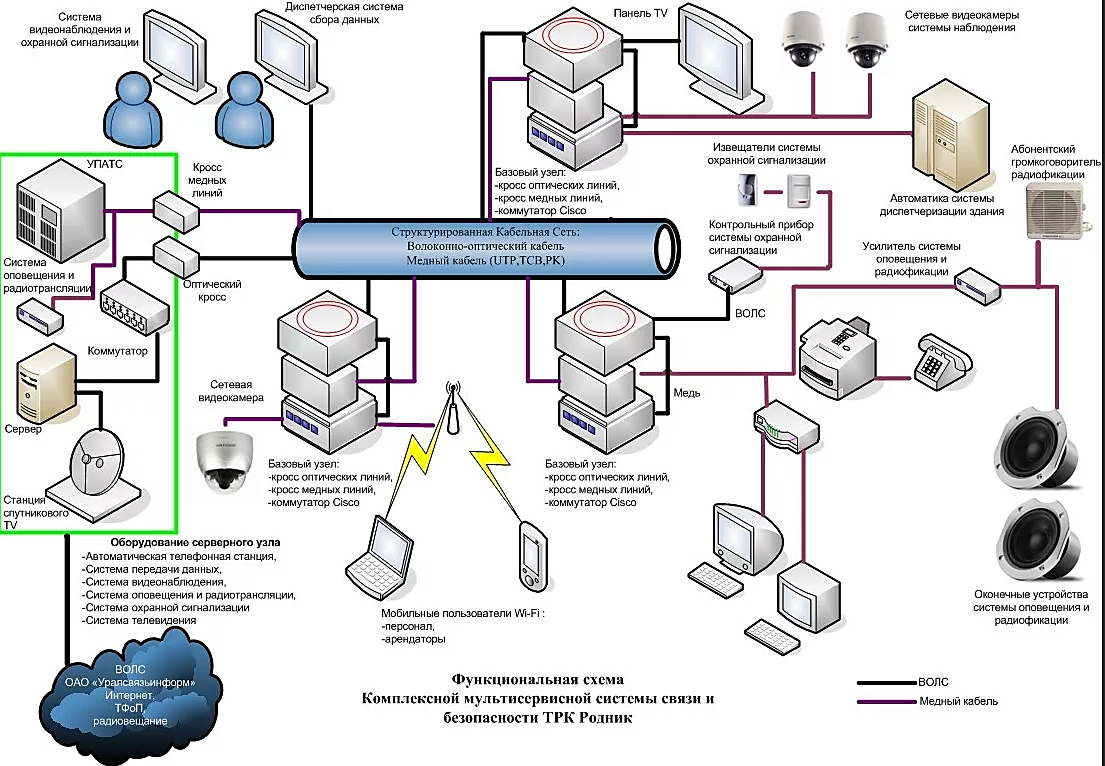 Система
видеонаблюдения и
охранной сигнализации
Диспетчерская система
сбора данных
Панель TV
Сетевые видеокамеры
системы наблюдения
УПАТС
Кросс
медных
линий
Базовый узел:
-кросс оптических линий,
-кросс медных линий,
-коммутатор Cisco
Извещатели системы
охранной сигнализации
Автоматика системы
диспетчеризации здания
Абонентский
громкоговоритель
радиофикации
Структурированная Кабельная Сеть:
Волоконно-оптический кабель
Медный кабель (UTP,ТСВ,РК)
Контрольный прибор
системы охранной
сигнализации
Усилитель системы
оповещения и
радиофикации
Система
оповещения и
радиотрансляции
Оптический
кросс
ВОЛС
Коммутатор
Сетевая
видеокамера
Медь
Сервер
Базовый узел:
-кросс оптических линий,
-кросс медных линий,
-коммутатор Cisco
Базовый узел:
-кросс оптических линий,
-кросс медных линий,
-коммутатор Cisco
Станция
спутникового
TV
Оборудование серверного узла
-Автоматическая телефонная станция,
-Система передачи данных,
-Система видеонаблюдения,
-Система оповещения и радиотрансляции,
-Система охранной сигнализации
-Система телевидения
Мобильные пользователи Wi-Fi :
-персонал,
-арендаторы
Оконечные устройства
системы оповещения и
радиофикации
ВОЛС
ОАО «Уралсвязьинформ»
Интернет,
ТФоП,
радиовещание
Функциональная схема
Комплексной мультисервисной системы связи и
безопасности ТРК Родник
ВОЛС
Медный кабель